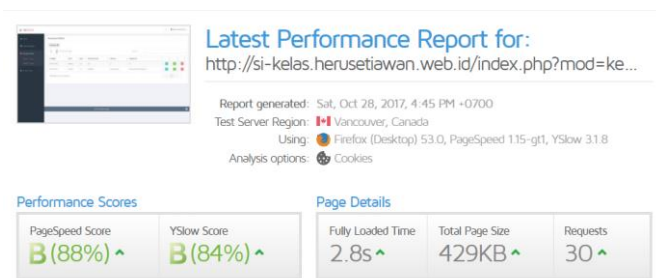 Latest Performance Report for:
http://si-kelas.herusetiawan.web.id/index.php?mod=ke...
Report generated: Sat, Oct 28, 2017, 4:45 PM +0700
Test Server Region: Vancouver, Canada
Using: Firefox (Desktop) 53.0, PageSpeed 1.15-gt1, YSlow 3.1.8
Analysis options: Cookies
Performance Scores
Page Details
PageSpeed Score YSlow Score Fully Loaded Time Total Page Size Requests
B (88%) B (84%) 2.8s 429KB 30